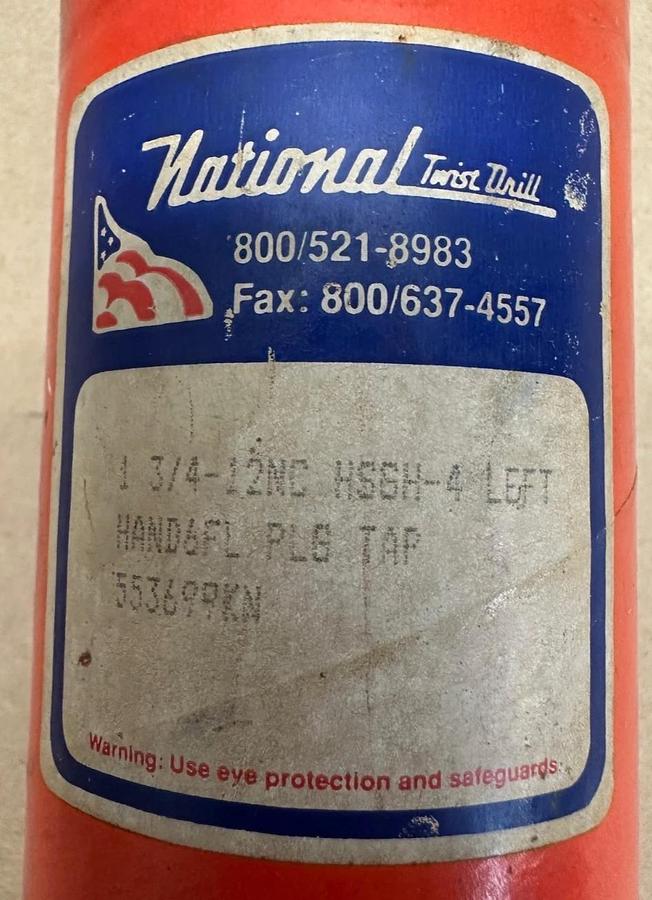 National Twist Drill
800/521-8983
Fax: 800/637-4557
1 3/4-12NC HSGH-4 LEFT
HAND6FL PLG TAP
553699KN
Warning: Use eye protection and safeguards.